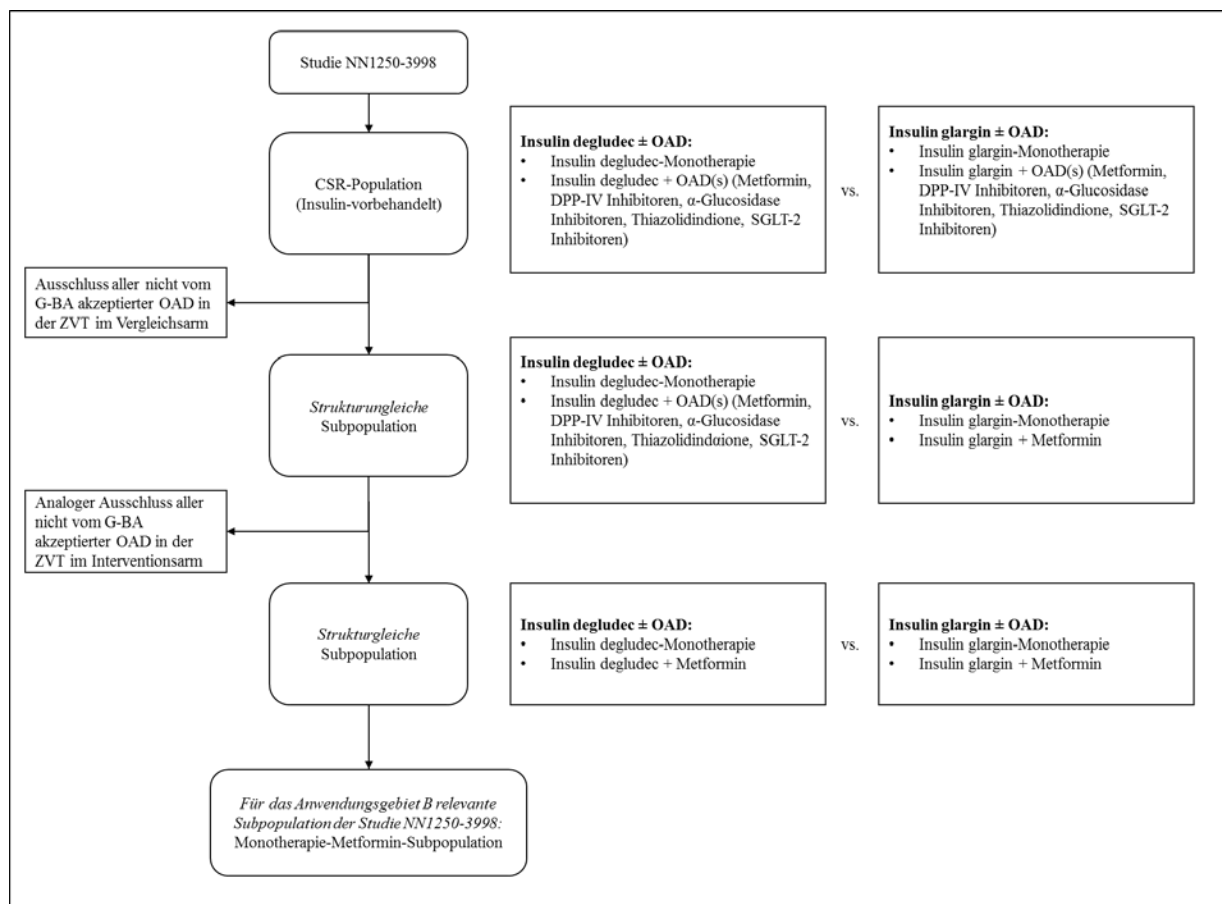 Studie NN1250-3998
CSR-Population
(Insulin-vorbehandelt)
Insulin degludec ± OAD:
• Insulin degludec-Monotherapie
• Insulin degludec + OAD(s) (Metformin,
DPP-IV Inhibitoren, α-Glucosidase
Inhibitoren, Thiazolidindione, SGLT-2
Inhibitoren)
vs.
Insulin glargin ± OAD:
• Insulin glargin-Monotherapie
• Insulin glargin + OAD(s) (Metformin,
DPP-IV Inhibitoren, α-Glucosidase
Inhibitoren, Thiazolidindione, SGLT-2
Inhibitoren)
Ausschluss aller nicht vom
G-BA akzeptierter OAD in
der ZVT im Vergleichsarm
Strukturungleiche
Subpopulation
Insulin degludec ± OAD:
• Insulin degludec-Monotherapie
• Insulin degludec + OAD(s) (Metformin,
DPP-IV Inhibitoren, α-Glucosidase
Inhibitoren, Thiazolidindαione, SGLT-2
Inhibitoren)
vs.
Insulin glargin ± OAD:
• Insulin glargin-Monotherapie
• Insulin glargin + Metformin
Analoger Ausschluss aller
nicht vom G-BA
akzeptierter OAD in der
ZVT im Interventionsarm
Strukturgleiche
Subpopulation
Insulin degludec ± OAD:
• Insulin degludec-Monotherapie
• Insulin degludec + Metformin
vs.
Insulin glargin ± OAD:
• Insulin glargin-Monotherapie
• Insulin glargin + Metformin
Für das Anwendungsgebiet B relevante
Subpopulation der Studie NN1250-3998:
Monotherapie-Metformin-Subpopulation